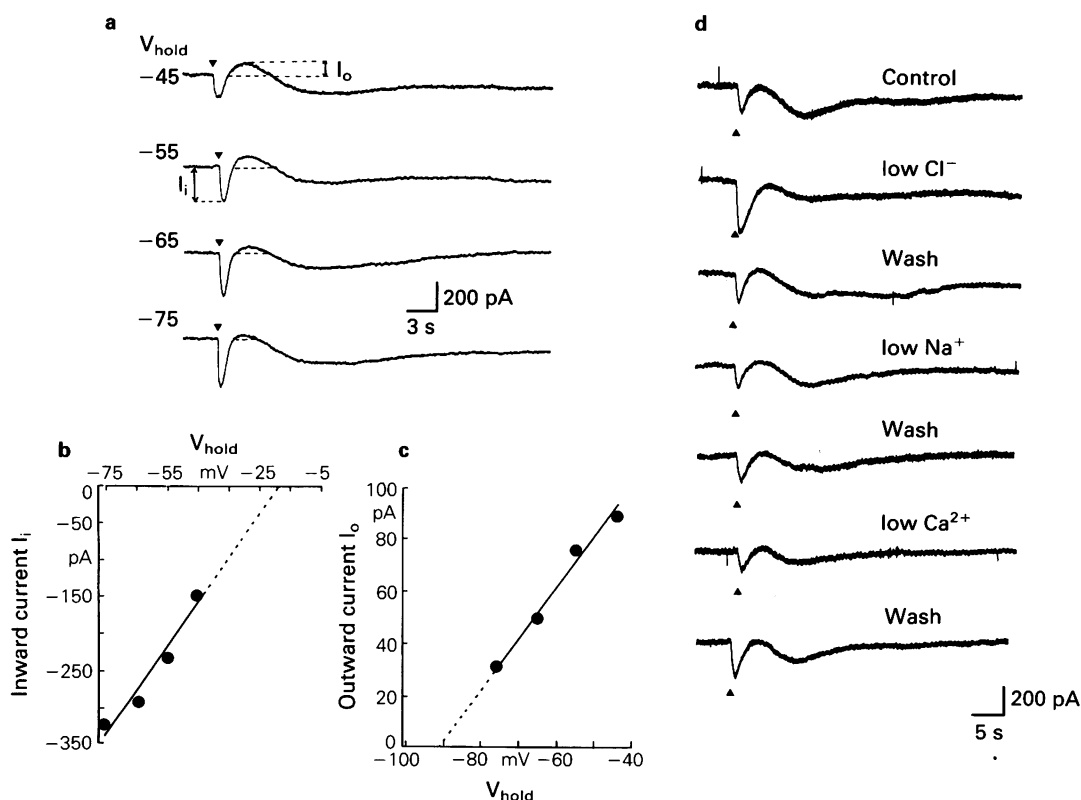 a
V_hold
−45
I_o
−55
I_i
−65
200 pA
3 s
−75
b
V_hold
−75 −55 mV −25 −5
0
−50
pA
−150
−250
−350
Inward current I_i
c
100
pA
80
60
40
20
0
Outward current I_o
−100 −80 mV −60 −40
V_hold
d
Control
low Cl⁻
Wash
low Na⁺
Wash
low Ca²⁺
Wash
200 pA
5 s